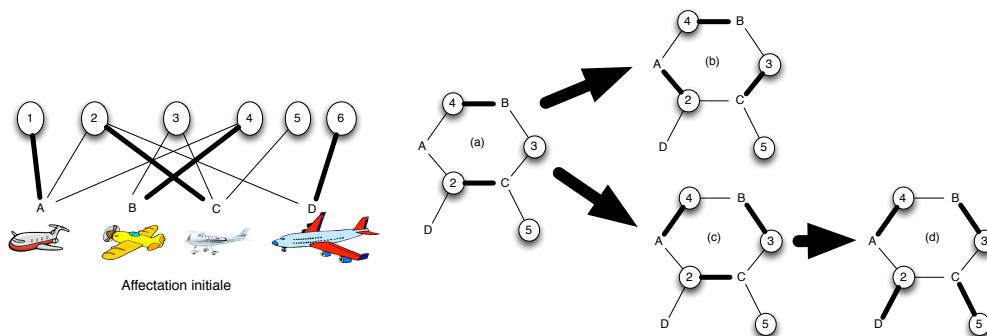 1 2 3 4 5 6
A B C D
Affectation initiale
4 B
A (a) 3
2 C
D 5
4 B
A (b) 3
2 C
D 5
4 B
A (c) 3
2 C
D 5
4 B
A (d) 3
2 C
D 5